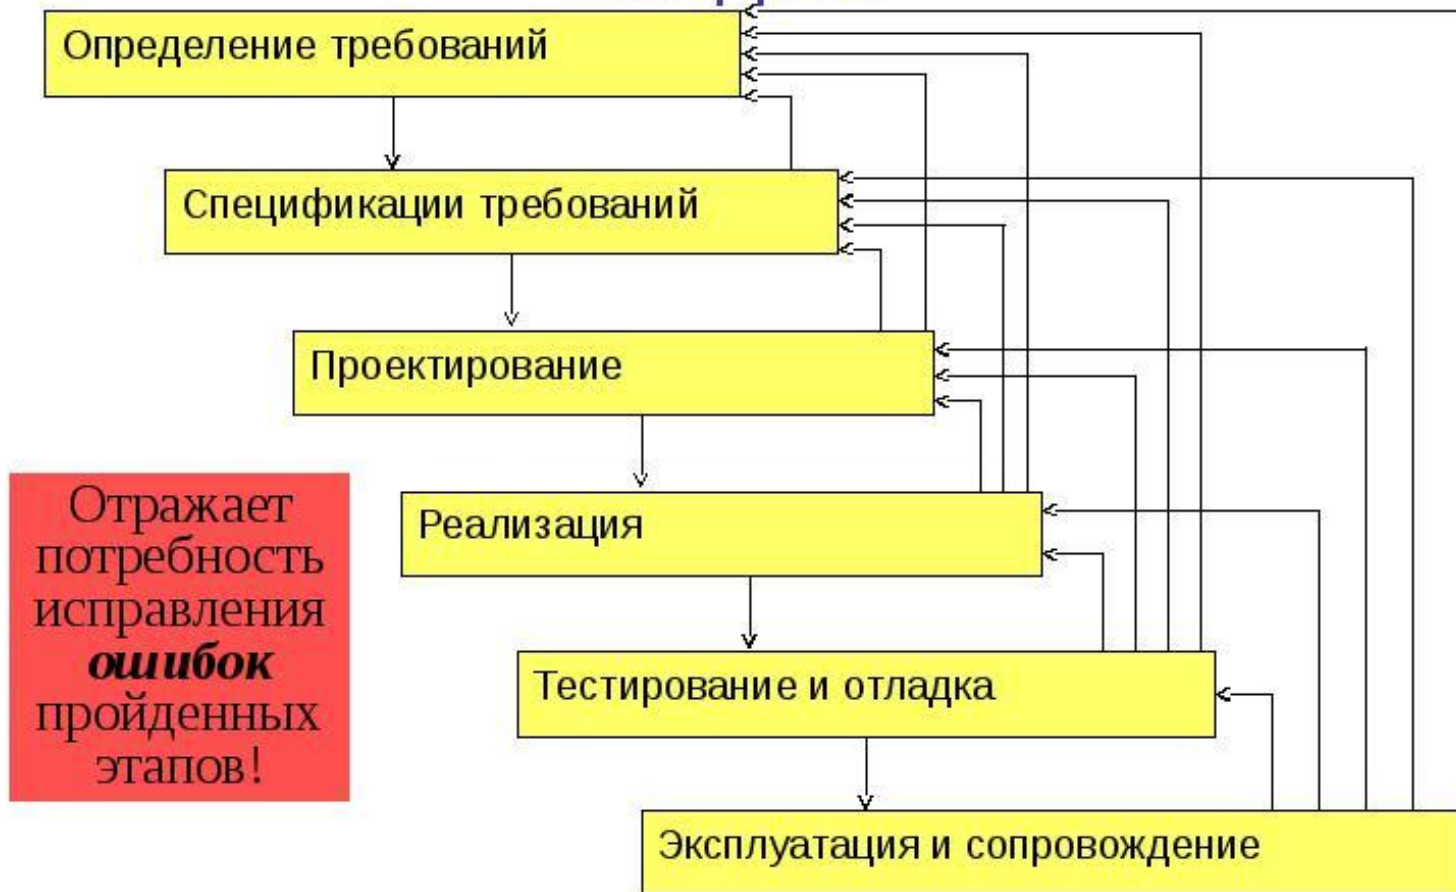 Определение требований
Спецификации требований
Проектирование
Реализация
Отражает
потребность
исправления
ошибок
пройденных
этапов!
Тестирование и отладка
Эксплуатация и сопровождение